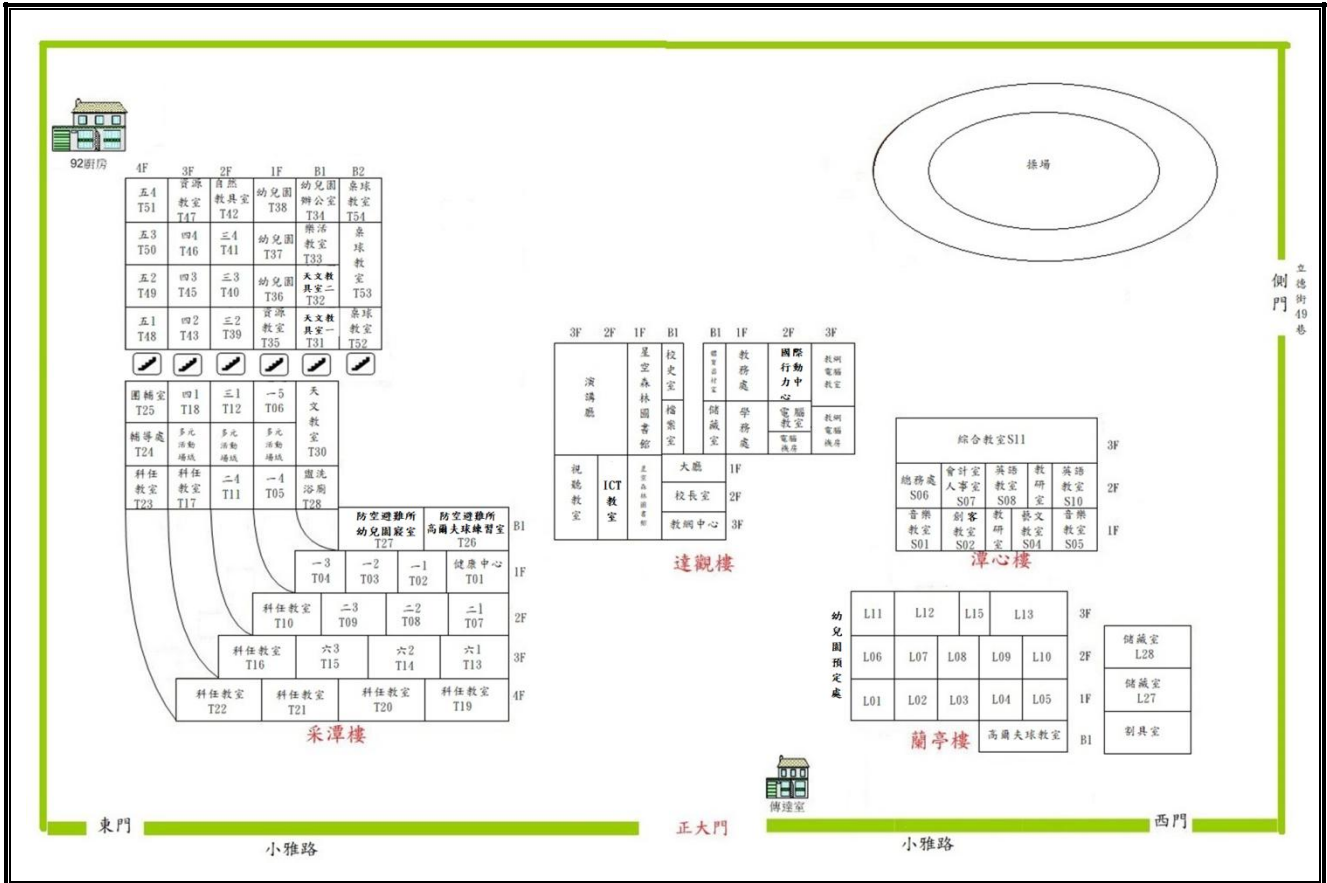 操場
92廚房
4F
3F
2F
1F
B1
B2
五4
T51
資源
教室
T47
自然
教具室
T42
幼兒園
T38
幼兒園
辦公室
T34
桌球
教室
T54
五3
T50
四4
T46
三4
T41
幼兒園
T37
樂活
教室
T33
桌
球
教
室
T53
五2
T49
四3
T45
三3
T40
幼兒園
T36
天文教
具室二
T32
五1
T48
四2
T43
三2
T39
資源
教室
T35
天文教
具室一
T31
桌球
教室
T52
團輔室
T25
四1
T18
三1
T12
一5
T06
天
文
教
室
T30
輔導處
T24
多元
活動
場域
多元
活動
場域
多元
活動
場域
科任
教室
T23
科任
教室
T17
二4
T11
一4
T05
盥洗
浴廁
T28
防空避難所
幼兒園寢室
T27
防空避難所
高爾夫球練習室
T26
B1
一3
T04
一2
T03
一1
T02
健康中心
T01
1F
科任教室
T10
二3
T09
二2
T08
二1
T07
2F
科任教室
T16
六3
T15
六2
T14
六1
T13
3F
科任教室
T22
科任教室
T21
科任教室
T20
科任教室
T19
4F
采潭樓
3F
2F
1F
B1
B1
1F
2F
3F
演
講
廳
星
空
森
林
圖
書
館
校
史
室
檔
案
室
體
育
器
材
室
儲
藏
室
教
務
處
學
務
處
國際
行動
力中
心
電腦
教室
電腦
機房
教網
電腦
教室
教網
電腦
機房
視
聽
教
室
ICT
教
室
星
空
森
林
圖
書
館
大廳
1F
校長室
2F
教網中心
3F
達觀樓
側
門
立
德
街
49
巷
綜合教室S11
3F
總務處
S06
會計室
人事室
S07
英語
教室
S08
教
研
室
英語
教室
S10
2F
音樂
教室
S01
創客
教室
S02
教
研
室
藝文
教室
S04
音樂
教室
S05
1F
潭心樓
幼
兒
園
預
定
處
L11
L12
L15
L13
3F
L06
L07
L08
L09
L10
2F
L01
L02
L03
L04
L05
1F
高爾夫球教室
B1
蘭亭樓
儲藏室
L28
儲藏室
L27
割具室
傳達室
東門
正大門
西門
小雅路
小雅路